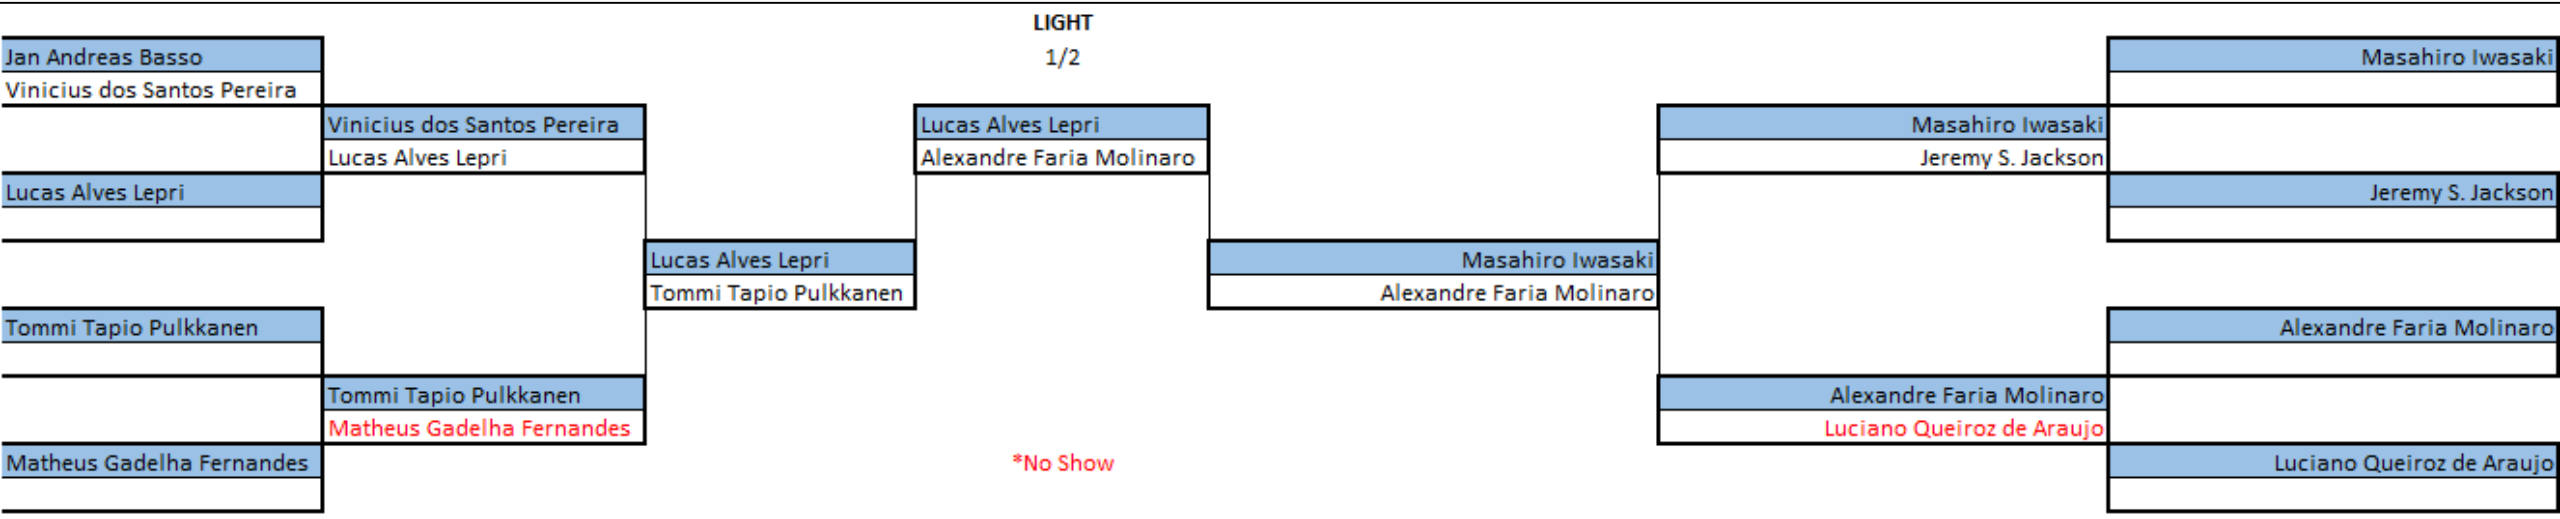 LIGHT
1/2
Jan Andreas Basso
Vinicius dos Santos Pereira
Lucas Alves Lepri
Tommi Tapio Pulkkanen
Matheus Gadelha Fernandes
Vinicius dos Santos Pereira
Lucas Alves Lepri
Tommi Tapio Pulkkanen
Matheus Gadelha Fernandes
Lucas Alves Lepri
Tommi Tapio Pulkkanen
Lucas Alves Lepri
Alexandre Faria Molinaro
*No Show
Masahiro Iwasaki
Alexandre Faria Molinaro
Masahiro Iwasaki
Jeremy S. Jackson
Alexandre Faria Molinaro
Luciano Queiroz de Araujo
Masahiro Iwasaki
Jeremy S. Jackson
Alexandre Faria Molinaro
Luciano Queiroz de Araujo